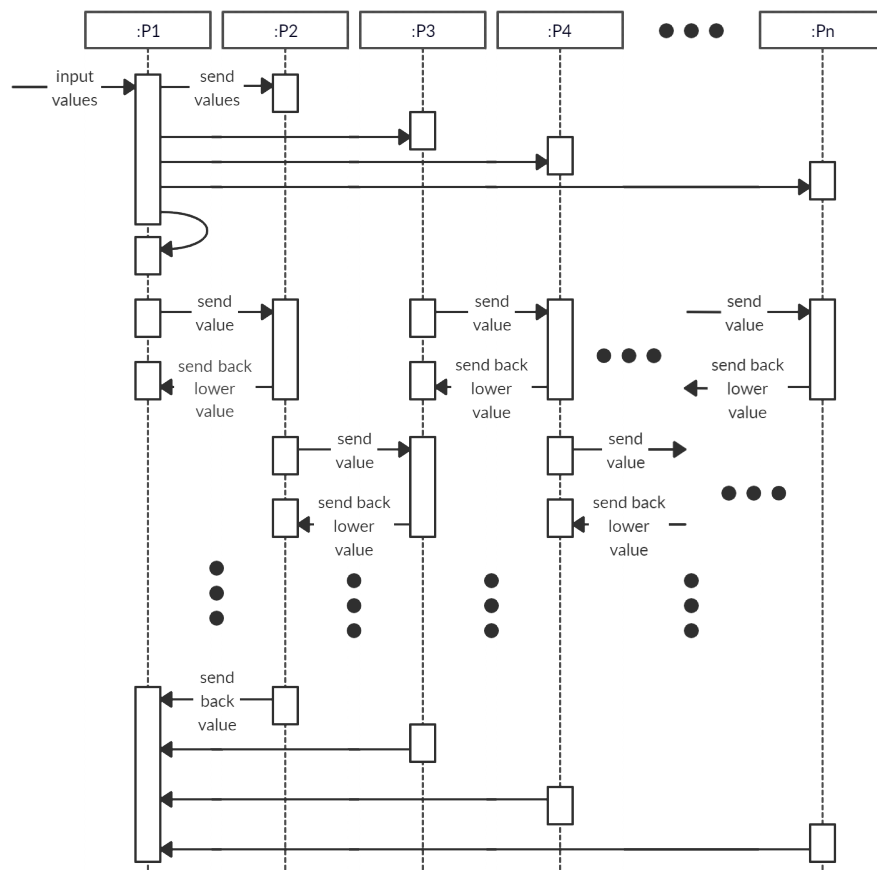 :P1
:P2
:P3
:P4
:Pn
input
values
send
values
send
value
send
value
send
value
send back
lower
value
send back
lower
value
send back
lower
value
send
value
send
value
send back
lower
value
send back
lower
value
send
back
value